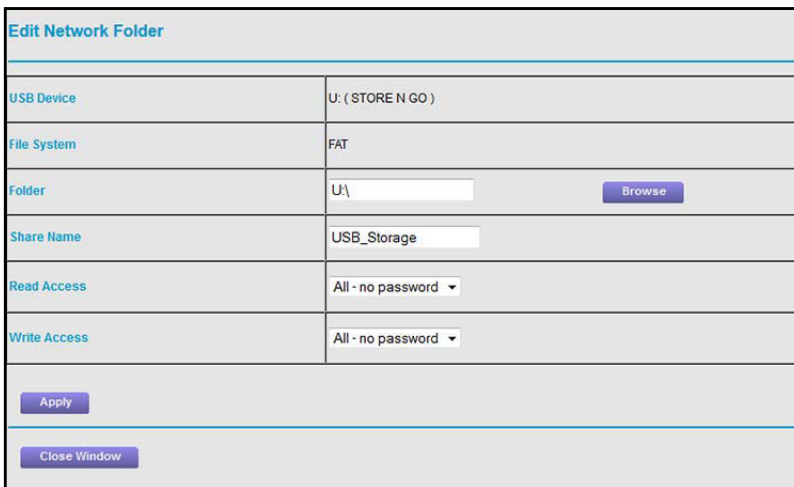 Edit Network Folder
USB Device U: ( STORE N GO )
File System FAT
Folder U:\ Browse
Share Name USB_Storage
Read Access All - no password
Write Access All - no password
Apply
Close Window